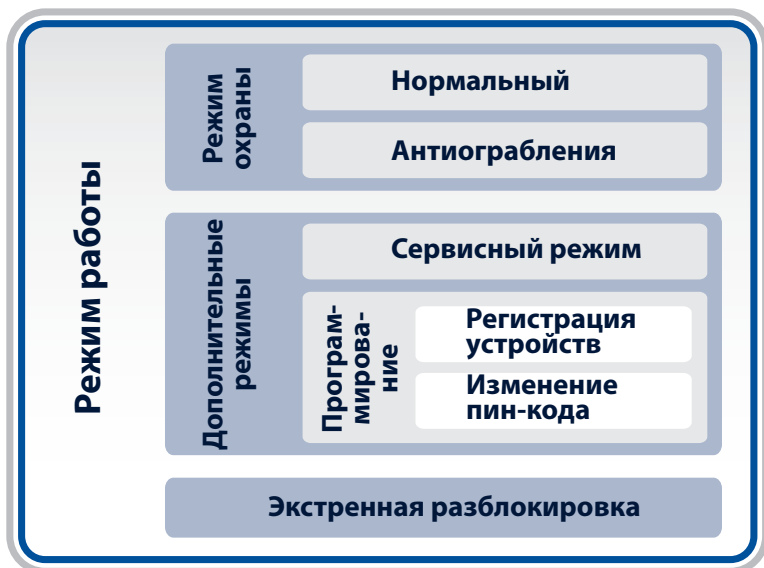 Режим работы
Режим
охраны
Нормальный
Антиограбления
Дополнительные
режимы
Сервисный режим
Програм-
мирова-
ние
Регистрация
устройств
Изменение
пин-кода
Экстренная разблокировка